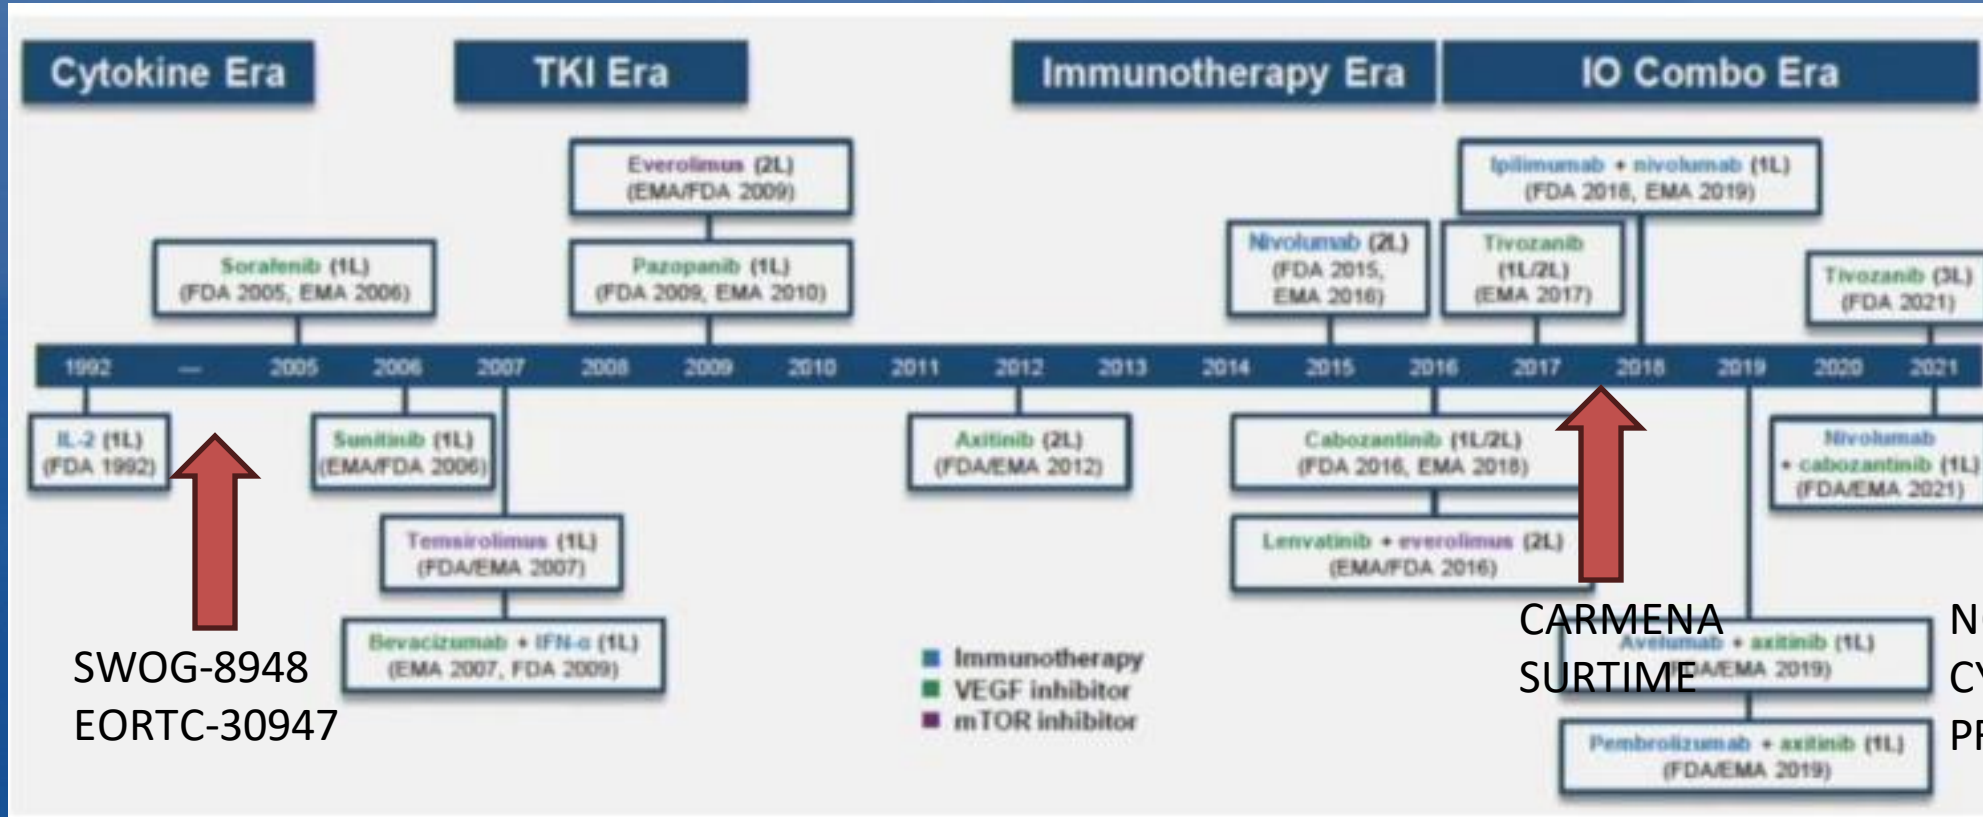 Cytokine Era
TKI Era
Immunotherapy Era
IO Combo Era
Everolimus (2L)
(EMA/FDA 2009)
Ipilimumab + nivolumab (1L)
(FDA 2018, EMA 2019)
Sorafenib (1L)
(FDA 2005, EMA 2006)
Pazopanib (1L)
(FDA 2009, EMA 2010)
Nivolumab (2L)
(FDA 2015,
EMA 2016)
Tivozanib
(1L/2L)
(EMA 2017)
Tivozanib (3L)
(FDA 2021)
1992 — 2005 2006 2007 2008 2009 2010 2011 2012 2013 2014 2015 2016 2017 2018 2019 2020 2021
IL-2 (1L)
(FDA 1992)
Sunitinib (1L)
(EMA/FDA 2006)
Axitinib (2L)
(FDA/EMA 2012)
Cabozantinib (1L/2L)
(FDA 2016, EMA 2018)
Nivolumab
+ cabozantinib (1L)
(FDA/EMA 2021)
Temsirolimus (1L)
(FDA/EMA 2007)
Lenvatinib + everolimus (2L)
(EMA/FDA 2016)
Bevacizumab + IFN-α (1L)
(EMA 2007, FDA 2009)
SWOG-8948
EORTC-30947
Immunotherapy
VEGF inhibitor
mTOR inhibitor
CARMENA
SURTIME
Avelumab + axitinib (1L)
(FDA/EMA 2019)
Pembrolizumab + axitinib (1L)
(FDA/EMA 2019)